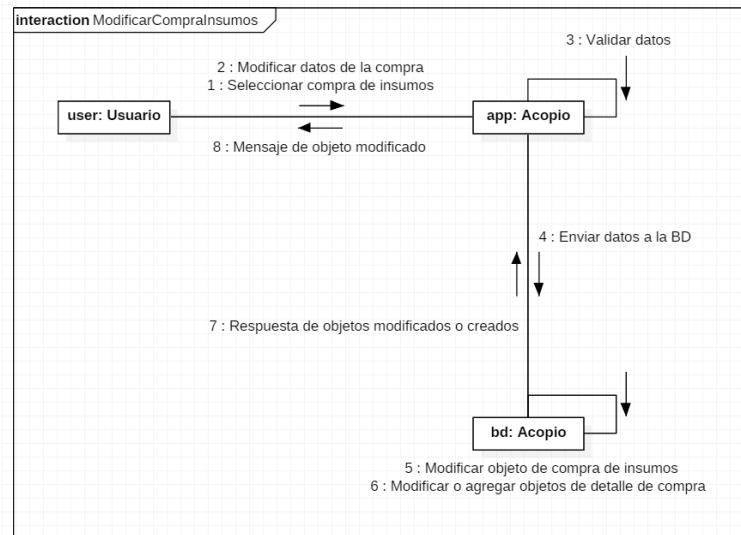 interaction ModificarCompraInsumos
3 : Validar datos
2 : Modificar datos de la compra
1 : Seleccionar compra de insumos
user: Usuario
app: Acopio
8 : Mensaje de objeto modificado
4 : Enviar datos a la BD
7 : Respuesta de objetos modificados o creados
bd: Acopio
5 : Modificar objeto de compra de insumos
6 : Modificar o agregar objetos de detalle de compra